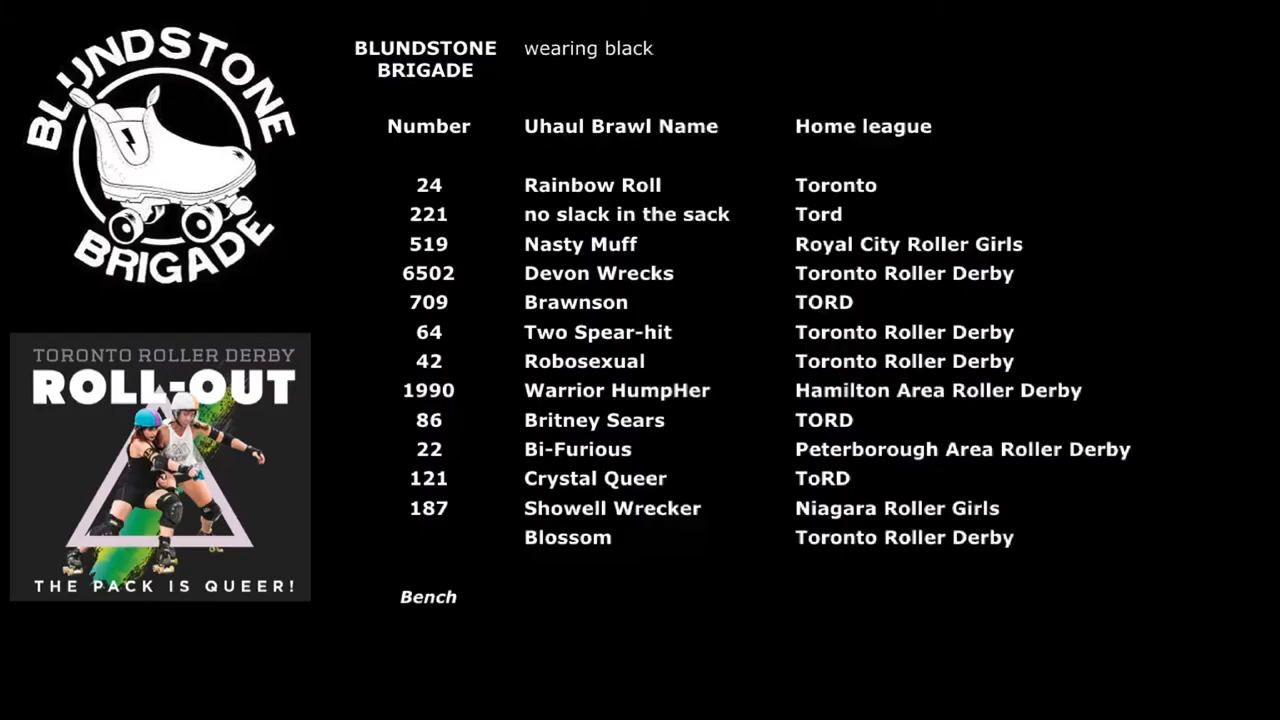 BLUNDSTONE
BRIGADE
TORONTO ROLLER DERBY
ROLL-OUT
THE PACK IS QUEER!
BLUNDSTONE BRIGADE wearing black
Number Uhaul Brawl Name Home league
24 Rainbow Roll Toronto
221 no slack in the sack Tord
519 Nasty Muff Royal City Roller Girls
6502 Devon Wrecks Toronto Roller Derby
709 Brawnson TORD
64 Two Spear-hit Toronto Roller Derby
42 Robosexual Toronto Roller Derby
1990 Warrior HumpHer Hamilton Area Roller Derby
86 Britney Sears TORD
22 Bi-Furious Peterborough Area Roller Derby
121 Crystal Queer ToRD
187 Showell Wrecker Niagara Roller Girls
Blossom Toronto Roller Derby
Bench